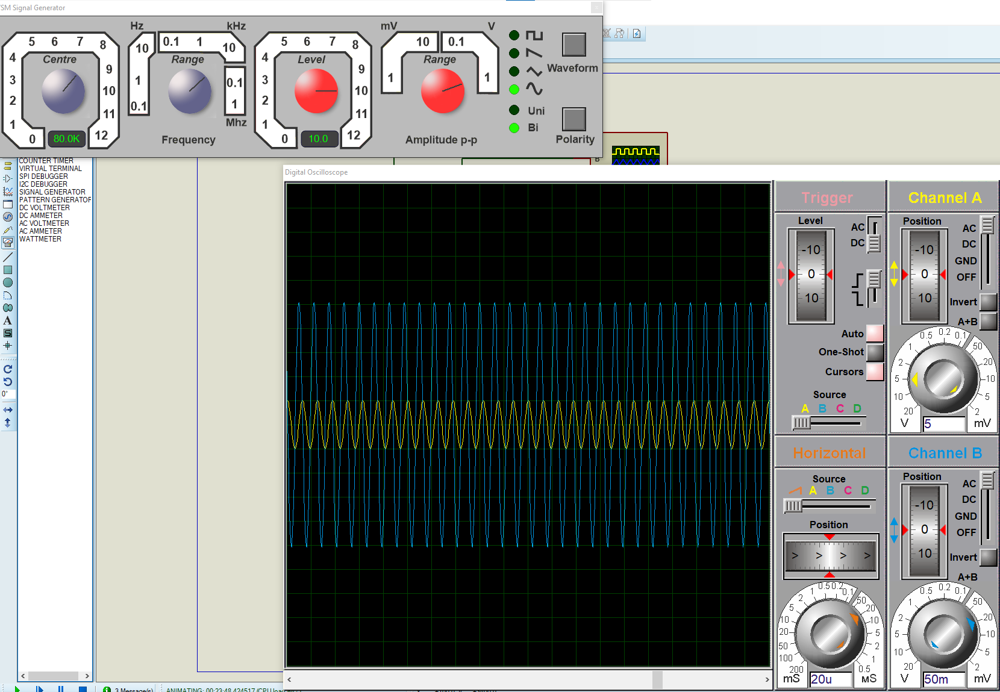 VSM Signal Generator
Hz kHz mV V
5 6 7 8 4 9 3 10 2 11 1 0 12
Centre
80.0K
10 0.1 1 10
1 0.1
0.1 1
Range
Mhz
Frequency
5 6 7 8 4 9 3 10 2 11 1 0 12
Level
10.0
10 0.1
1 1
Range
Amplitude p-p
Waveform
Uni
Bi
Polarity
B
COUNTER TIMER
VIRTUAL TERMINAL
SPI DEBUGGER
I2C DEBUGGER
SIGNAL GENERATOR
PATTERN GENERATOR
DC VOLTMETER
DC AMMETER
AC VOLTMETER
AC AMMETER
WATTMETER
A
S
0°
Digital Oscilloscope
Trigger
Level
-10
0
10
AC
DC
Auto
One-Shot
Cursors
Source
A B C D
Channel A
Position
-10
0
10
AC
DC
GND
OFF
Invert
A+B
20 10 5 2 1 0.5 0.2 0.1 50 20 10 5 2
V 5 mV
Horizontal
Source
A B C D
Position
> > > >
200 100 50 20 10 5 2 1 0.5 0.2 0.1 50 20 10 5 2 1 0.5
mS 20u µS
Channel B
Position
-10
0
10
AC
DC
GND
OFF
Invert
A+B
20 10 5 2 1 0.5 0.2 0.1 50 20 10 5 2
V 50m mV
3 Message(s) ANIMATING: 00:23:48.424517 (CPU load